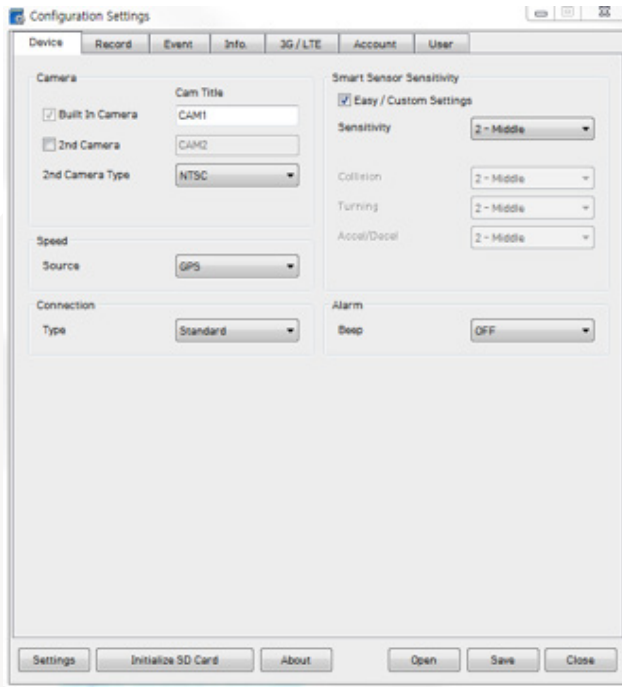 Configuration Settings
Device Record Event Info. 3G / LTE Account User
Camera
Cam Title
Built In Camera CAM1
2nd Camera CAM2
2nd Camera Type NTSC
Smart Sensor Sensitivity
Easy / Custom Settings
Sensitivity 2 - Middle
Collision 2 - Middle
Turning 2 - Middle
Accel/Decel 2 - Middle
Speed
Source GPS
Connection
Type Standard
Alarm
Beep OFF
Settings Initialize SD Card About Open Save Close